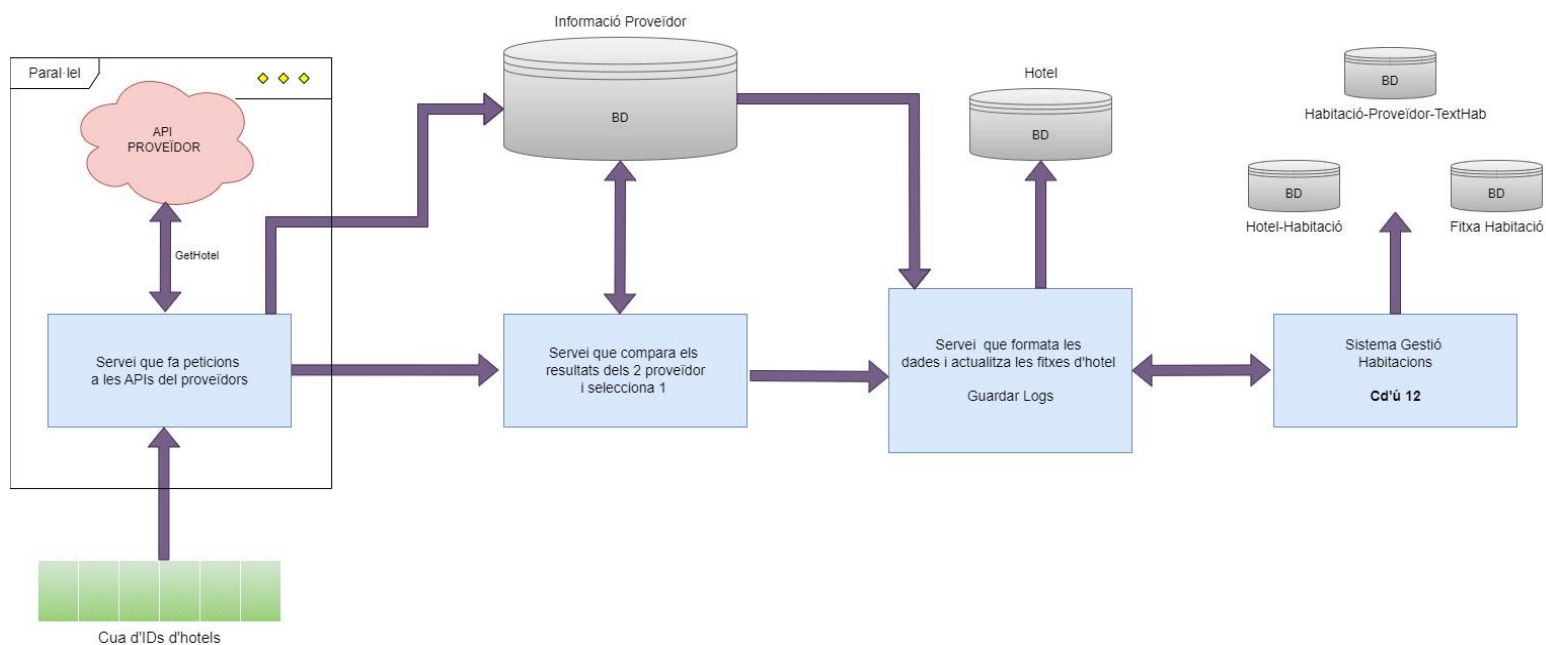 Informació Proveïdor
BD
Paral·lel
API
PROVEÏDOR
GetHotel
Hotel
BD
BD
Habitació-Proveïdor-TextHab
BD
Hotel-Habitació
BD
Fitxa Habitació
Servei que fa peticions
a les APIs del proveïdors
Servei que compara els
resultats dels 2 proveïdor
i selecciona 1
Servei que formata les
dades i actualitza les fitxes d'hotel
Guardar Logs
Sistema Gestió
Habitacions
Cd'ú 12
Cua d'IDs d'hotels